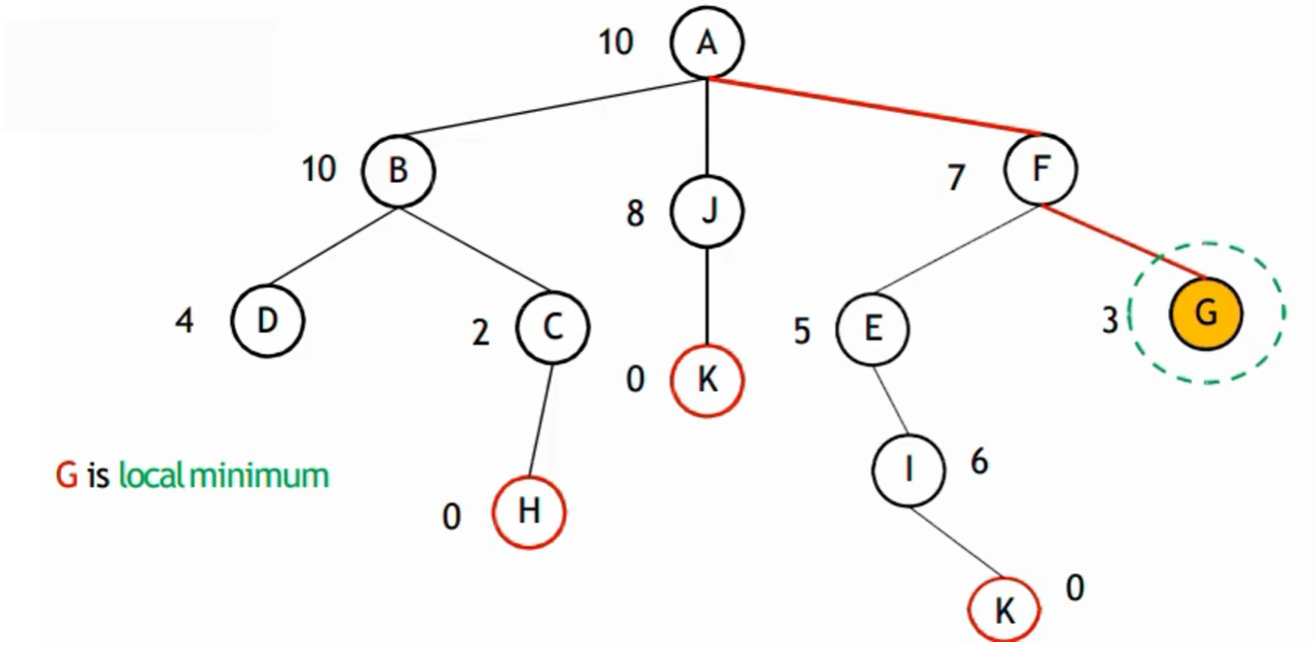 10 A
10 B
8 J
7 F
4 D
2 C
0 K
5 E
3 G
G is local minimum
0 H
I 6
K 0